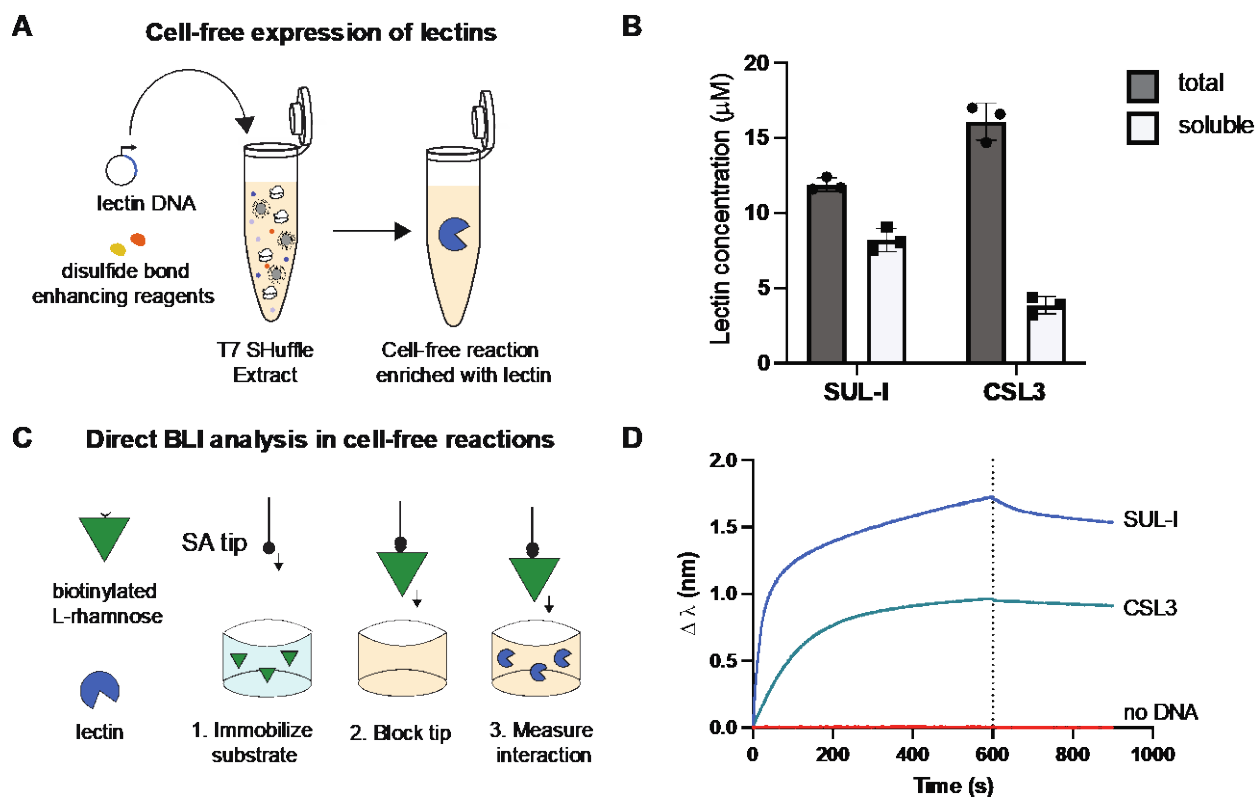 A
Cell-free expression of lectins
lectin DNA
disulfide bond
enhancing reagents
T7 SHuffle
Extract
Cell-free reaction
enriched with lectin
B
Lectin concentration (μM)
20
15
10
5
0
SUL-I
CSL3
total
soluble
C
Direct BLI analysis in cell-free reactions
biotinylated
L-rhamnose
lectin
SA tip
1. Immobilize
substrate
2. Block tip
3. Measure
interaction
D
Δ λ (nm)
2.0
1.5
1.0
0.5
0.0
0
200
400
600
800
1000
Time (s)
SUL-I
CSL3
no DNA